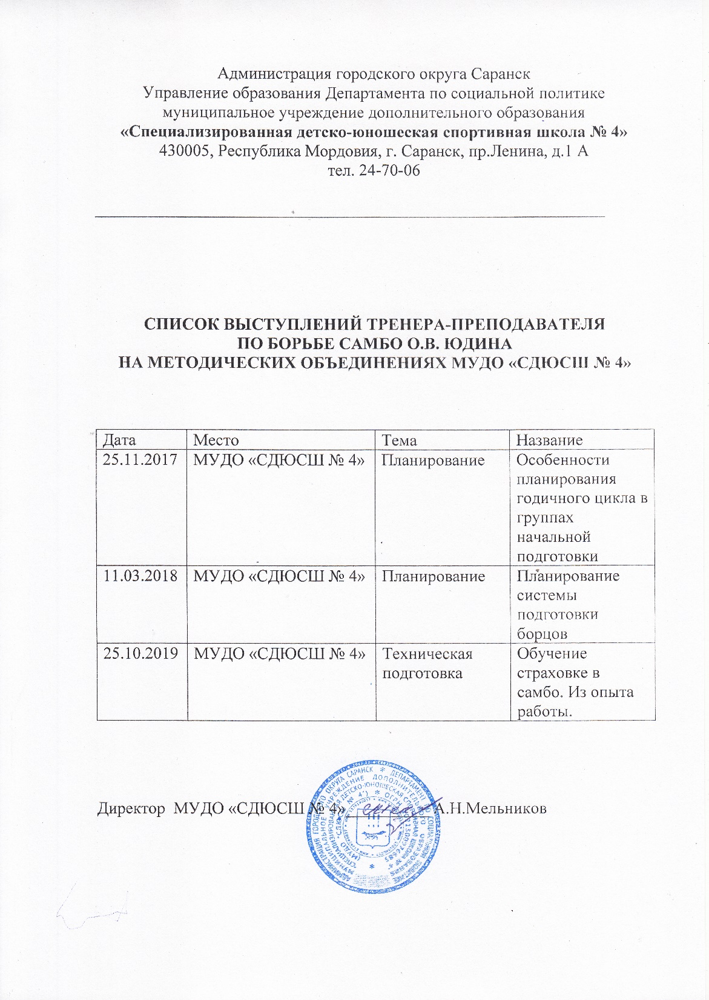 Администрация городского округа Саранск
Управление образования Департамента по социальной политике
муниципальное учреждение дополнительного образования
«Специализированная детско-юношеская спортивная школа № 4»
430005, Республика Мордовия, г. Саранск, пр.Ленина, д.1 А
тел. 24-70-06
СПИСОК ВЫСТУПЛЕНИЙ ТРЕНЕРА-ПРЕПОДАВАТЕЛЯ
ПО БОРЬБЕ САМБО О.В. ЮДИНА
НА МЕТОДИЧЕСКИХ ОБЪЕДИНЕНИЯХ МУДО «СДЮСШ № 4»
Дата Место Тема Название
25.11.2017 МУДО «СДЮСШ № 4» Планирование Особенности
планирования
годичного цикла в
группах
начальной
подготовки
11.03.2018 МУДО «СДЮСШ № 4» Планирование Планирование
системы
подготовки
борцов
25.10.2019 МУДО «СДЮСШ № 4» Техническая Обучение
подготовка страховке в
самбо. Из опыта
работы.
Директор МУДО «СДЮСШ № 4» А.Н.Мельников